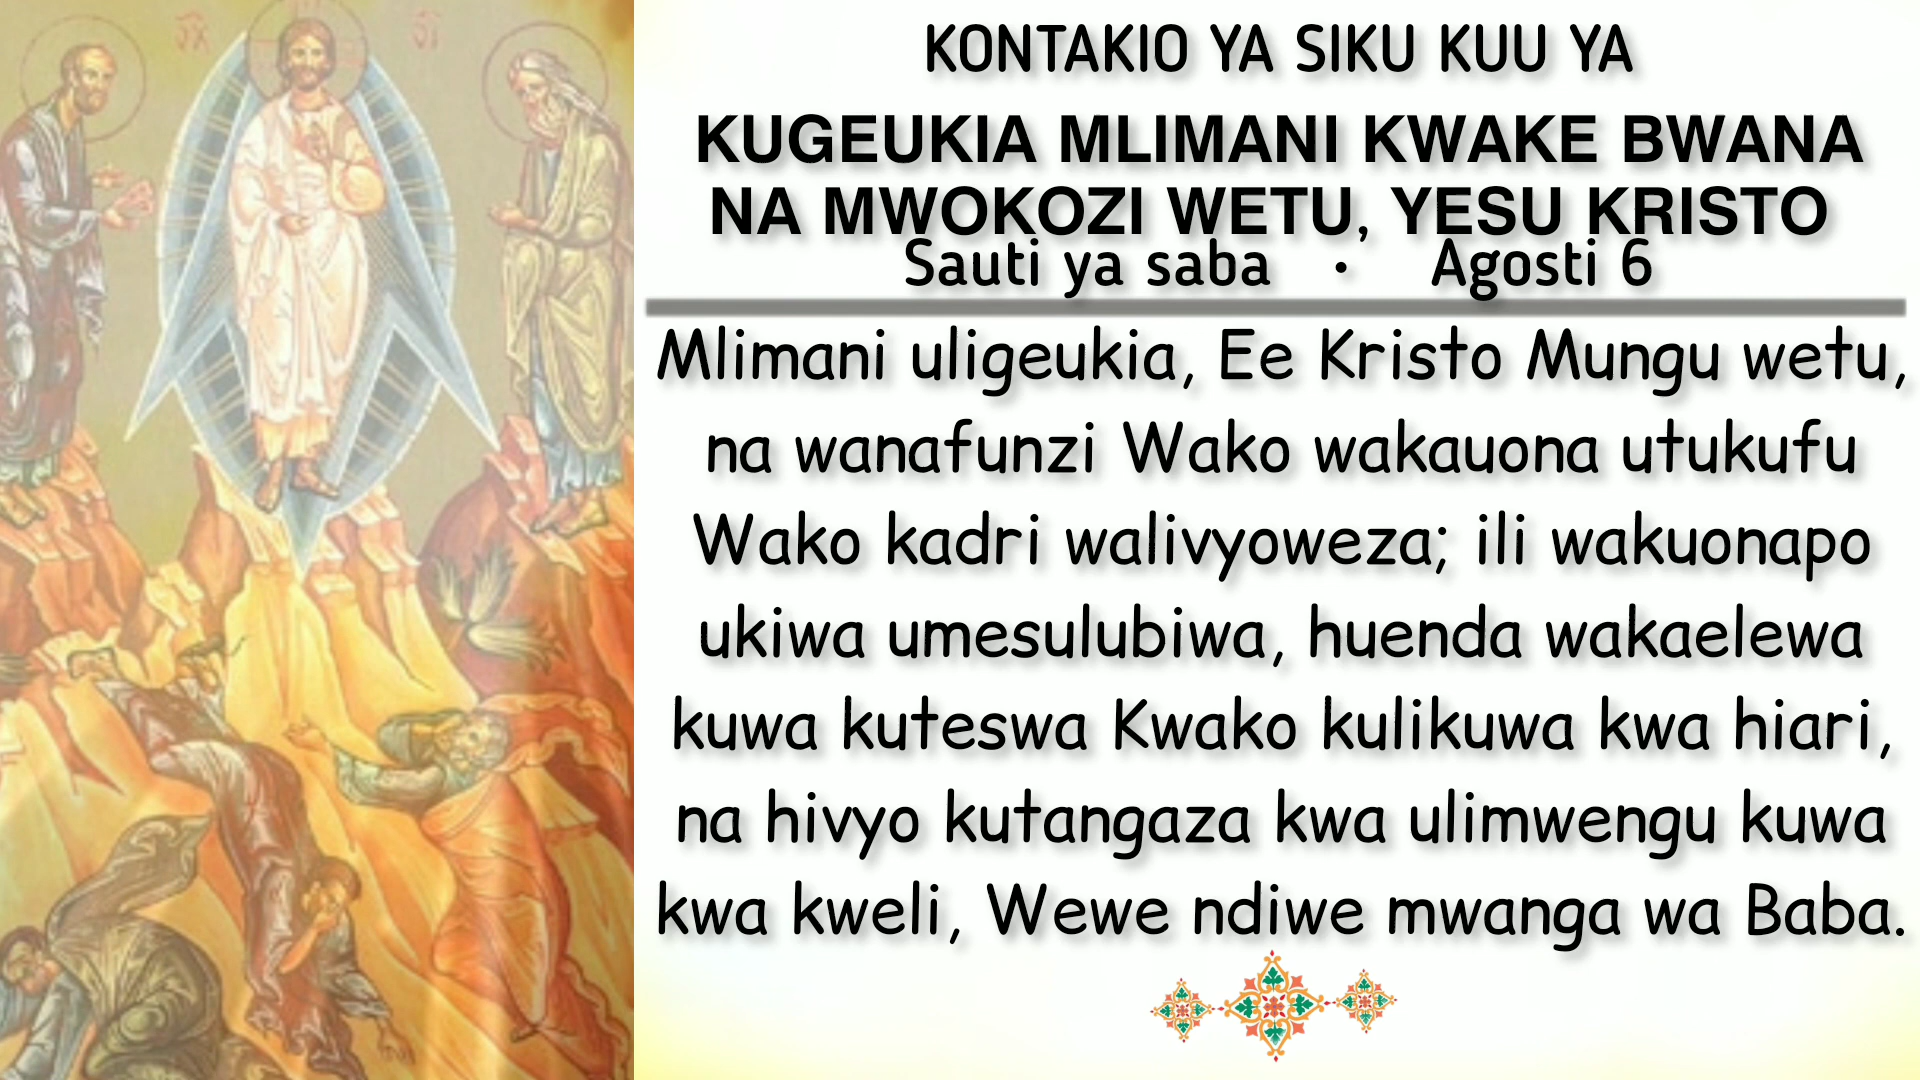 KONTAKIO YA SIKU KUU YA
KUGEUKIA MLIMANI KWAKE BWANA
NA MWOKOZI WETU, YESU KRISTO
Sauti ya saba • Agosti 6
Mlimani uligeukia, Ee Kristo Mungu wetu,
na wanafunzi Wako wakauona utukufu
Wako kadri walivyoweza; ili wakuonapo
ukiwa umesulubiwa, huenda wakaelewa
kuwa kuteswa Kwako kulikuwa kwa hiari,
na hivyo kutangaza kwa ulimwengu kuwa
kwa kweli, Wewe ndiwe mwanga wa Baba.